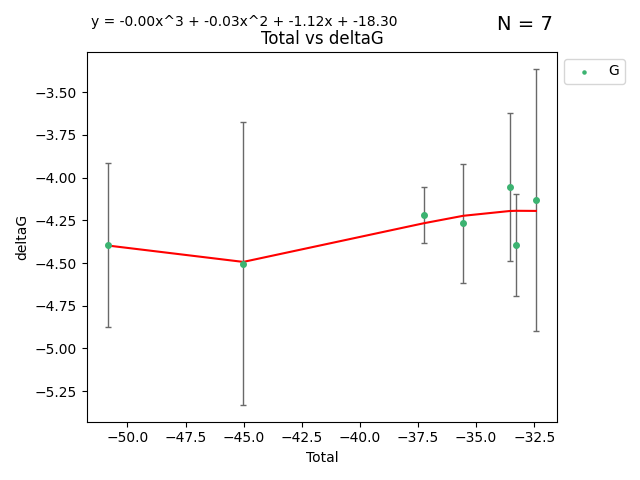 y = -0.00x^3 + -0.03x^2 + -1.12x + -18.30
N = 7
Total vs deltaG
G
−3.50
−3.75
−4.00
−4.25
−4.50
−4.75
−5.00
−5.25
deltaG
−50.0 −47.5 −45.0 −42.5 −40.0 −37.5 −35.0 −32.5
Total